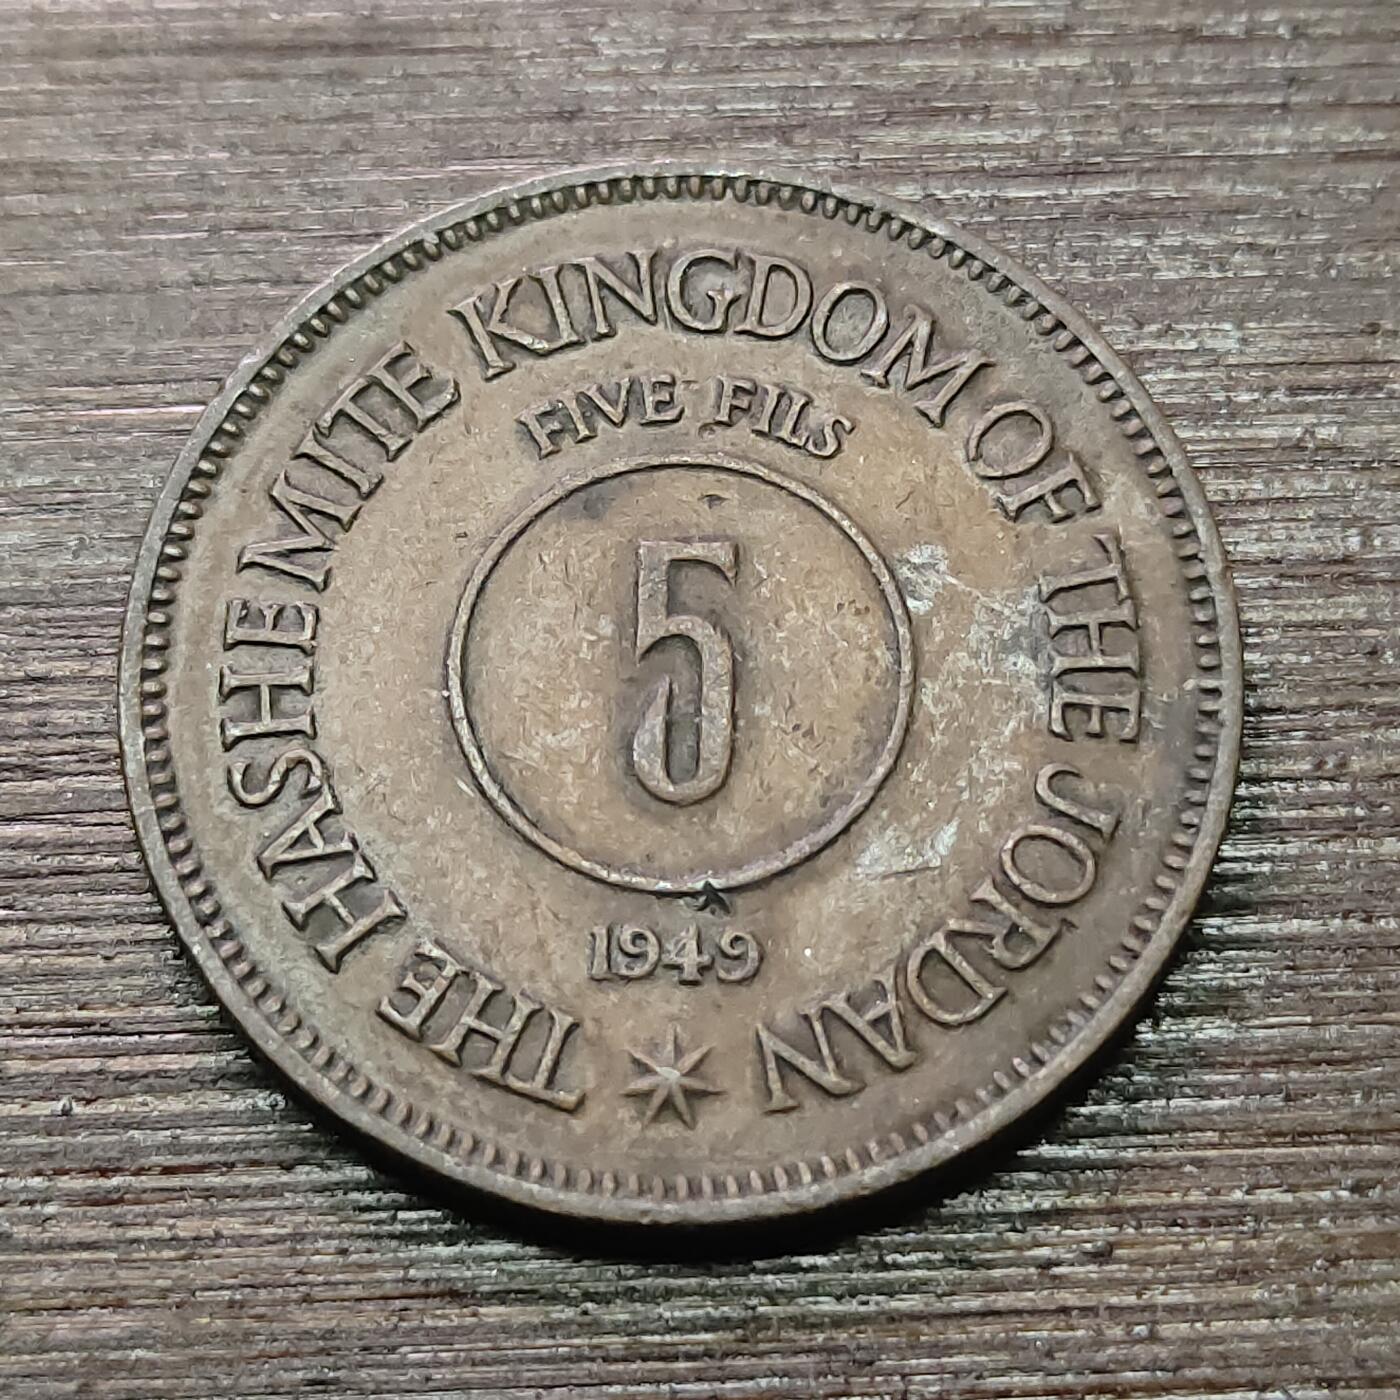 THE HASHEMITE KINGDOM OF THE JORDAN
FIVE FILS
5
1949